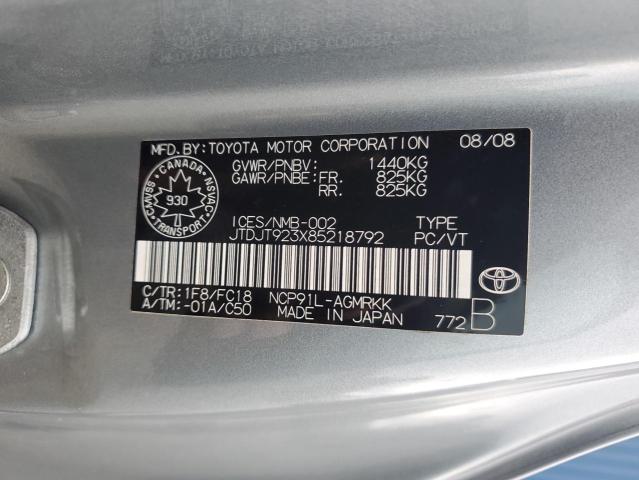 MFD.BY:TOYOTA MOTOR CORPORATION 08/08
GVWR/PNBV: 1440KG
GAWR/PNBE:FR. 825KG
RR. 825KG
CANADA
930
TRANSPORT
SVAC
NSVAC
ICES/NMB-002 TYPE
JTDJT923X85218792 PC/VT
C/TR:1F8/FC18 NCP91L-AGMRKK
A/TM:-01A/C50 MADE IN JAPAN 772 B